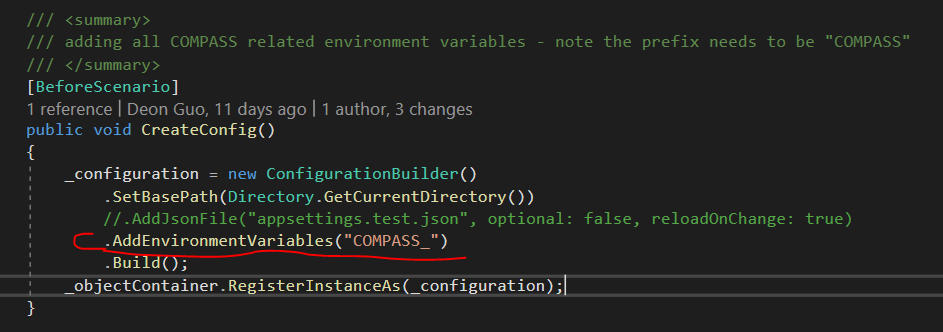 /// <summary>
/// adding all COMPASS related environment variables - note the prefix needs to be "COMPASS"
/// </summary>
[BeforeScenario]
1 reference | Deon Guo, 11 days ago | 1 author, 3 changes
public void CreateConfig()
{
    _configuration = new ConfigurationBuilder()
        .SetBasePath(Directory.GetCurrentDirectory())
        //.AddJsonFile("appsettings.test.json", optional: false, reloadOnChange: true)
        .AddEnvironmentVariables("COMPASS_")
        .Build();
    _objectContainer.RegisterInstanceAs(_configuration);
}